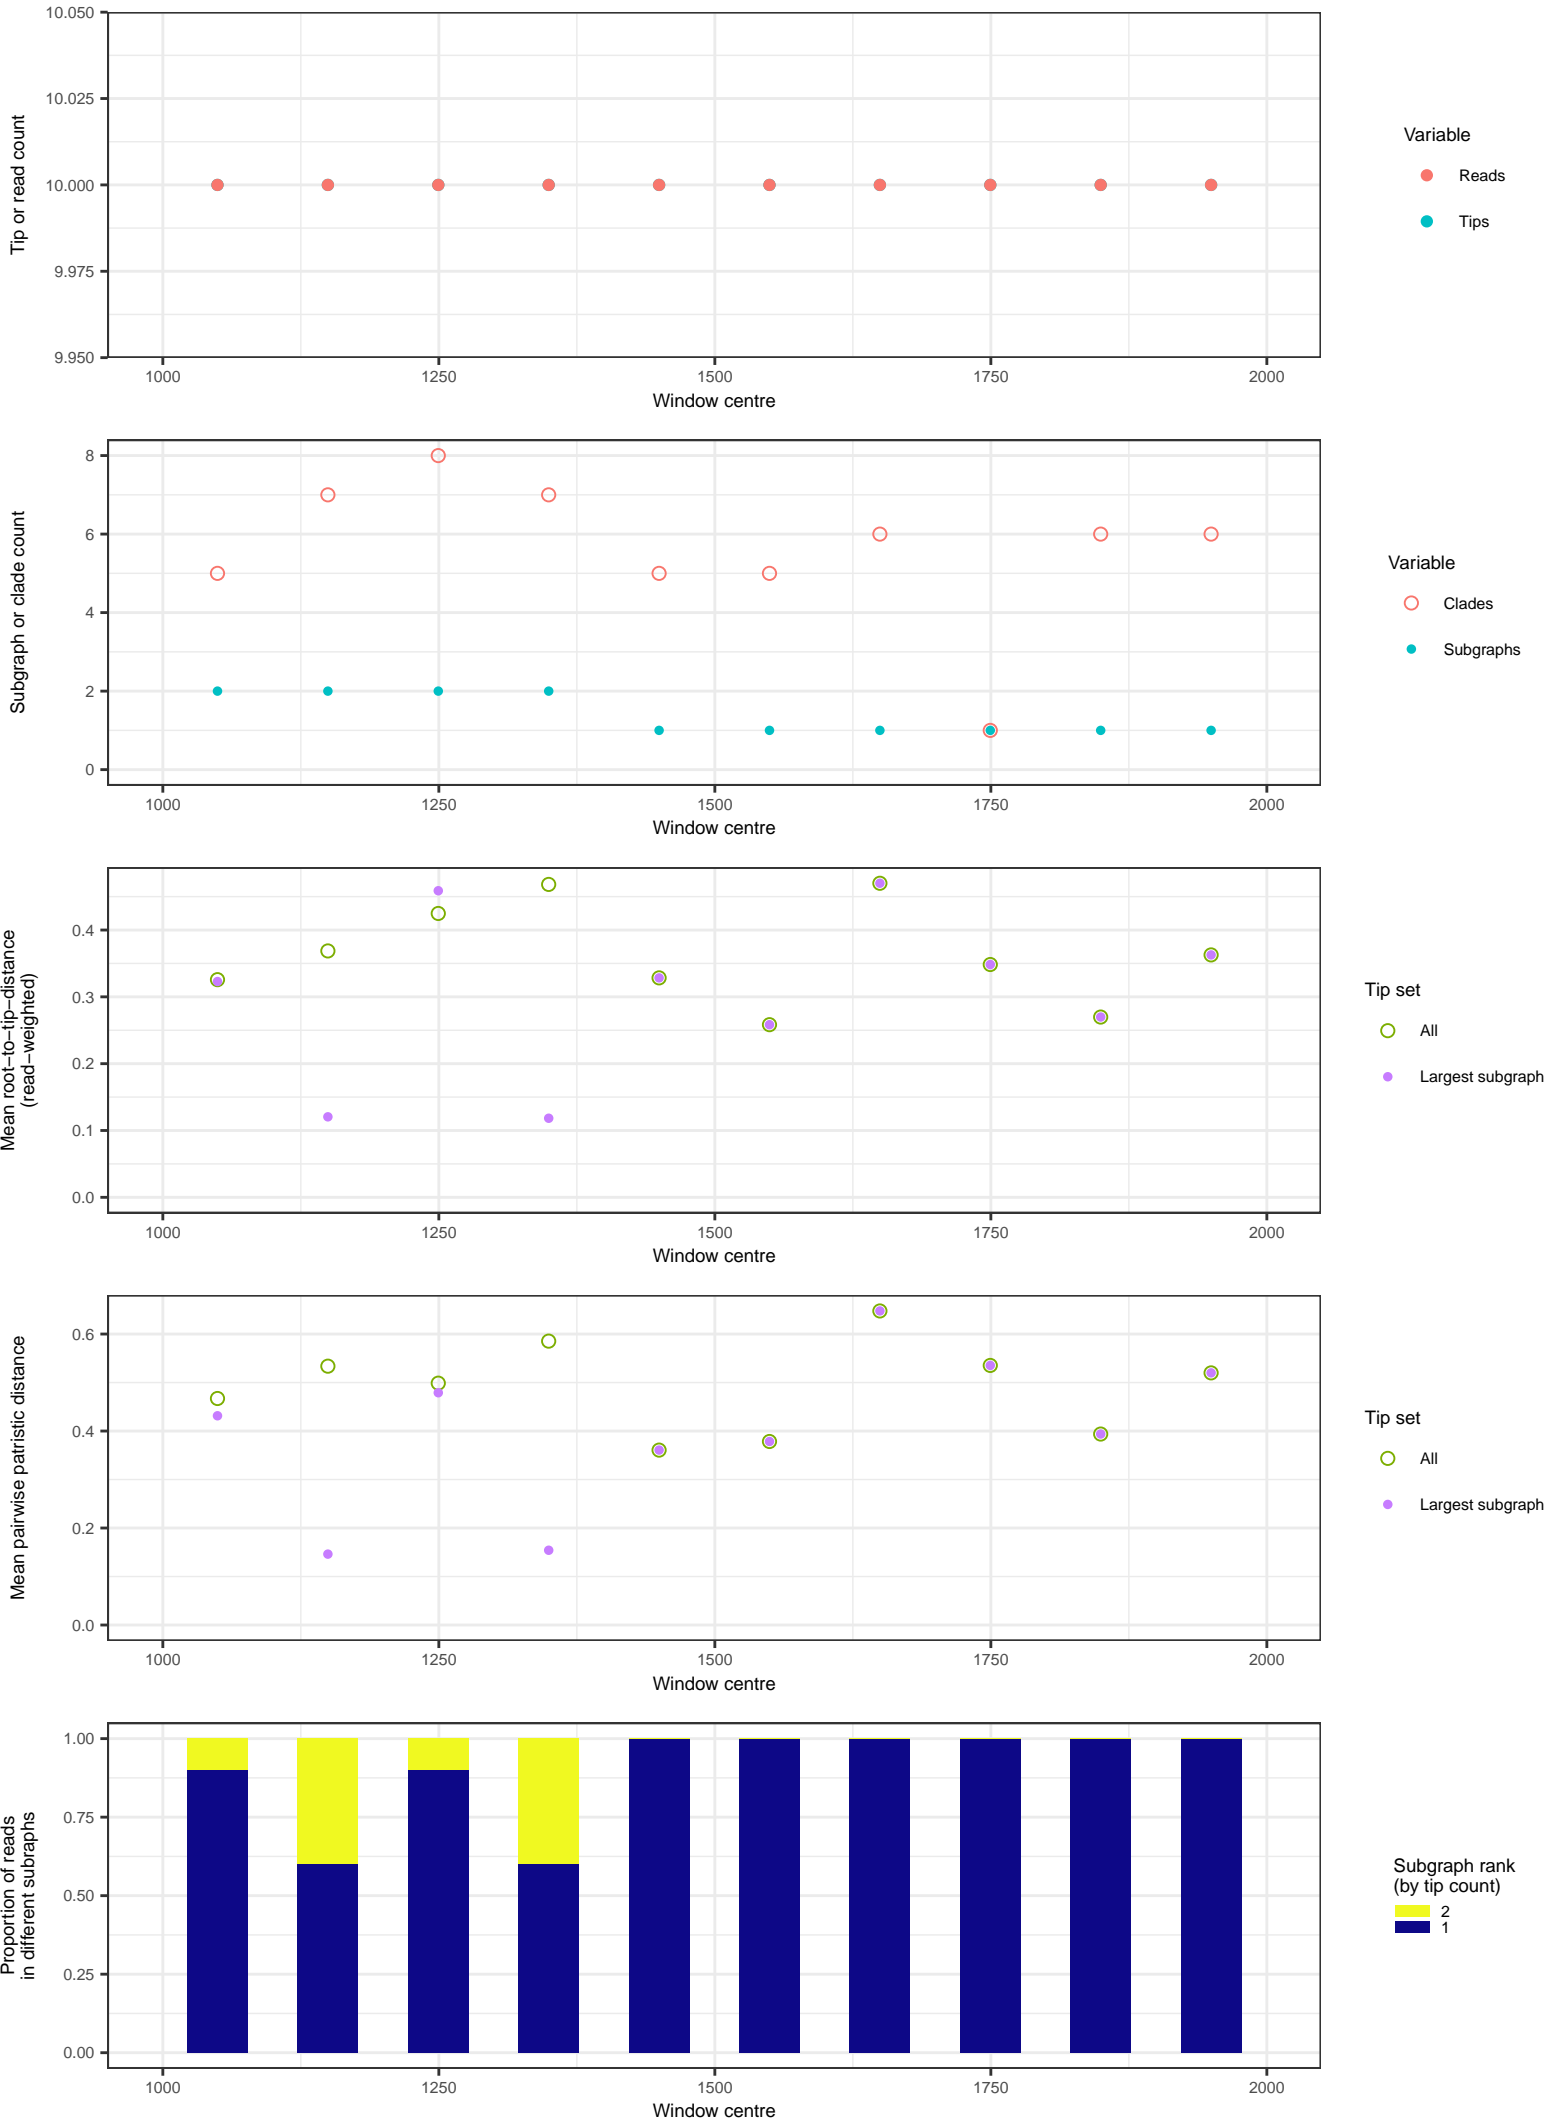 10.050
10.025
10.000
9.975
9.950
Tip or read count
1000 1250 1500 1750 2000
Window centre
Variable
Reads
Tips
8
6
4
2
0
Subgraph or clade count
1000 1250 1500 1750 2000
Window centre
Variable
Clades
Subgraphs
0.4
0.3
0.2
0.1
0.0
Mean root−to−tip−distance
(read−weighted)
1000 1250 1500 1750 2000
Window centre
Tip set
All
Largest subgraph
0.6
0.4
0.2
0.0
Mean pairwise patristic distance
1000 1250 1500 1750 2000
Window centre
Tip set
All
Largest subgraph
1.00
0.75
0.50
0.25
0.00
Proportion of reads
in different subraphs
1000 1250 1500 1750 2000
Window centre
Subgraph rank
(by tip count)
2
1